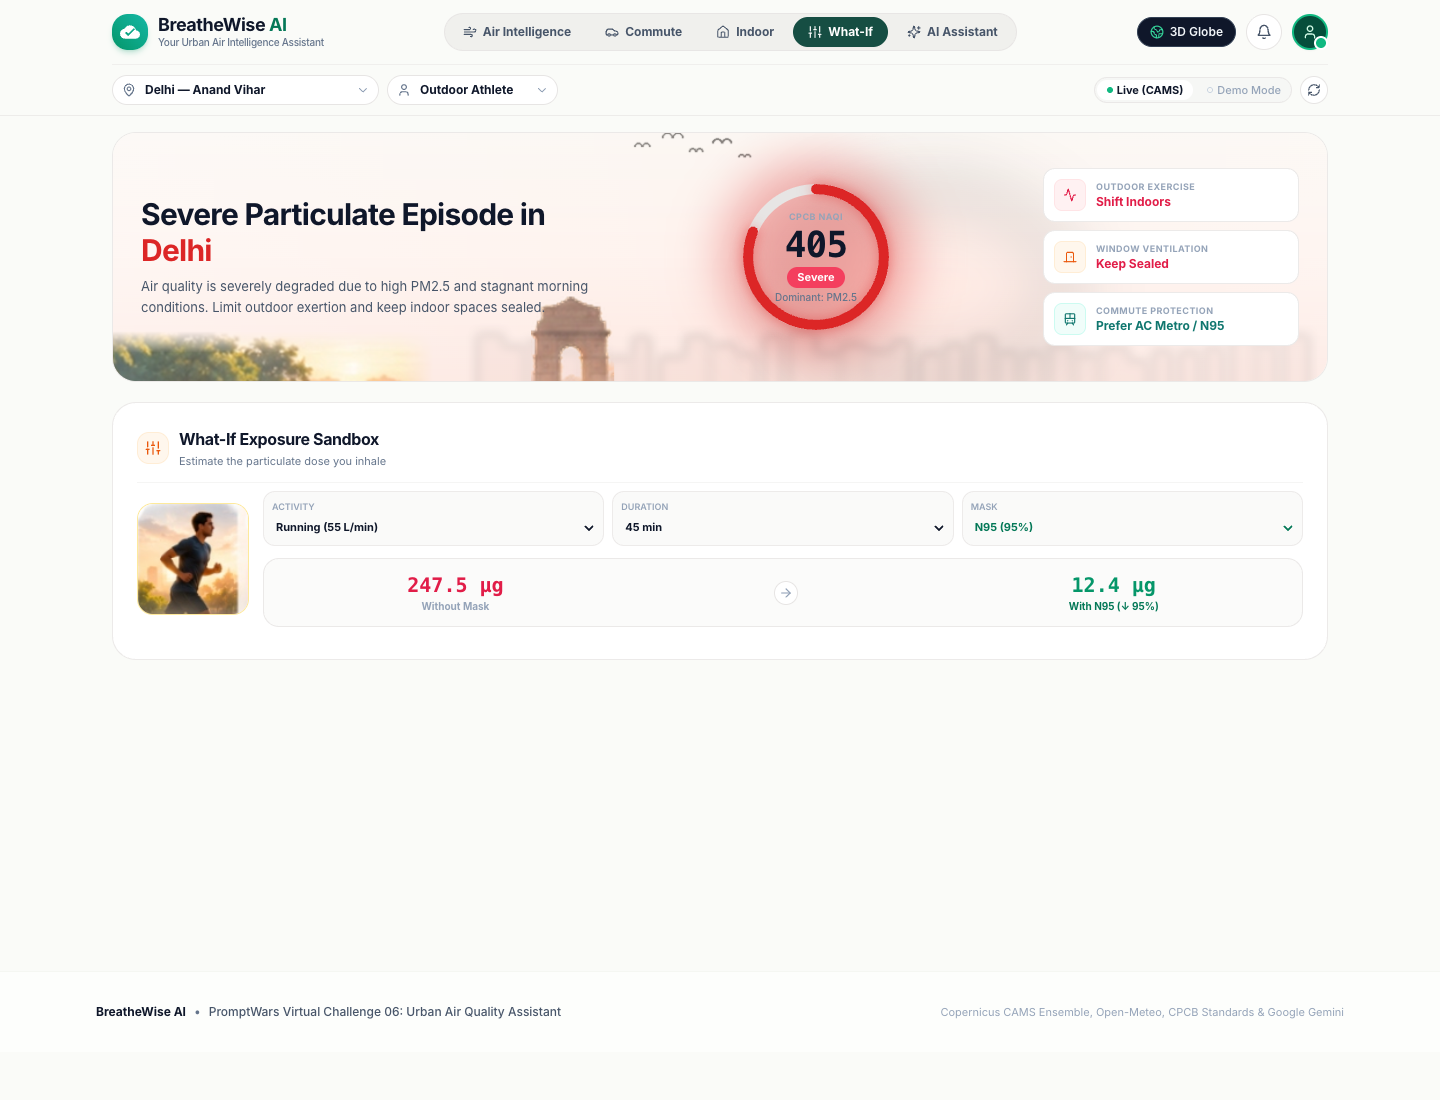 BreatheWise AI
Your Urban Air Intelligence Assistant
Air Intelligence
Commute
Indoor
What-If
AI Assistant
3D Globe
Delhi — Anand Vihar
Outdoor Athlete
Live (CAMS)
Demo Mode
Severe Particulate Episode in
Delhi
Air quality is severely degraded due to high PM2.5 and stagnant morning
conditions. Limit outdoor exertion and keep indoor spaces sealed.
CPCB NAQI
405
Severe
Dominant: PM2.5
OUTDOOR EXERCISE
Shift Indoors
WINDOW VENTILATION
Keep Sealed
COMMUTE PROTECTION
Prefer AC Metro / N95
What-If Exposure Sandbox
Estimate the particulate dose you inhale
ACTIVITY
Running (55 L/min)
DURATION
45 min
MASK
N95 (95%)
247.5 µg
Without Mask
12.4 µg
With N95 (↓ 95%)
BreatheWise AI • PromptWars Virtual Challenge 06: Urban Air Quality Assistant
Copernicus CAMS Ensemble, Open-Meteo, CPCB Standards & Google Gemini